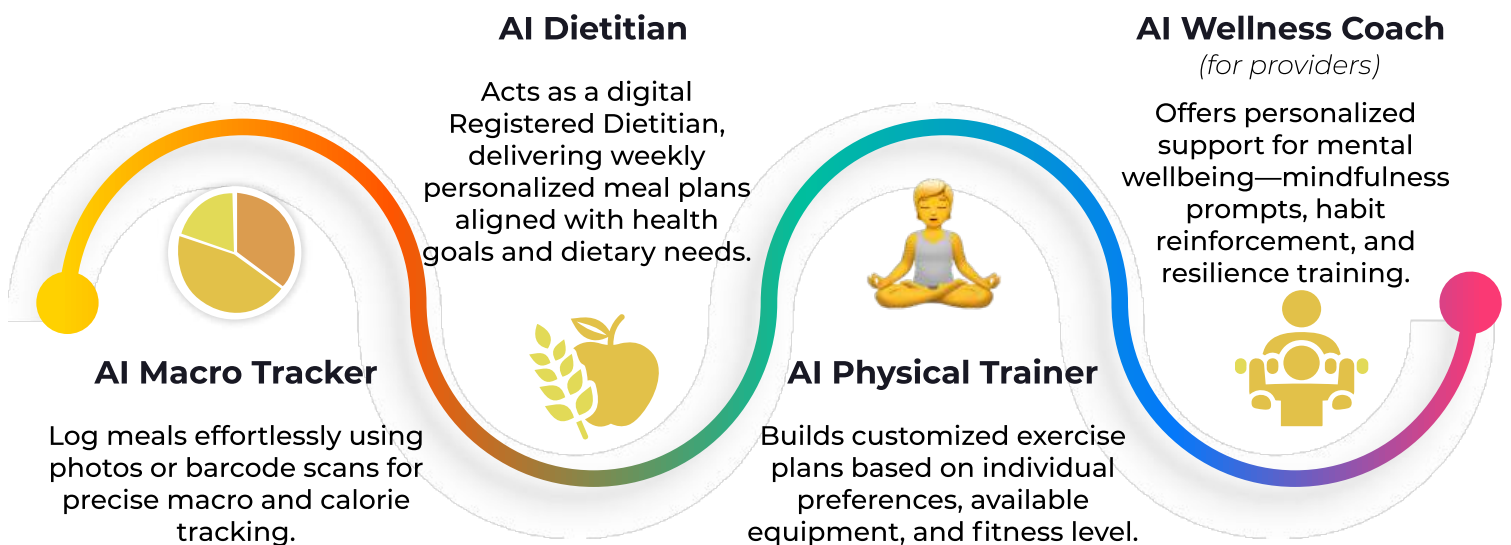 AI Macro Tracker
Log meals effortlessly using
photos or barcode scans for
precise macro and calorie
tracking.
AI Dietitian
Acts as a digital
Registered Dietitian,
delivering weekly
personalized meal plans
aligned with health
goals and dietary needs.
AI Physical Trainer
Builds customized exercise
plans based on individual
preferences, available
equipment, and fitness level.
AI Wellness Coach
(for providers)
Offers personalized
support for mental
wellbeing—mindfulness
prompts, habit
reinforcement, and
resilience training.